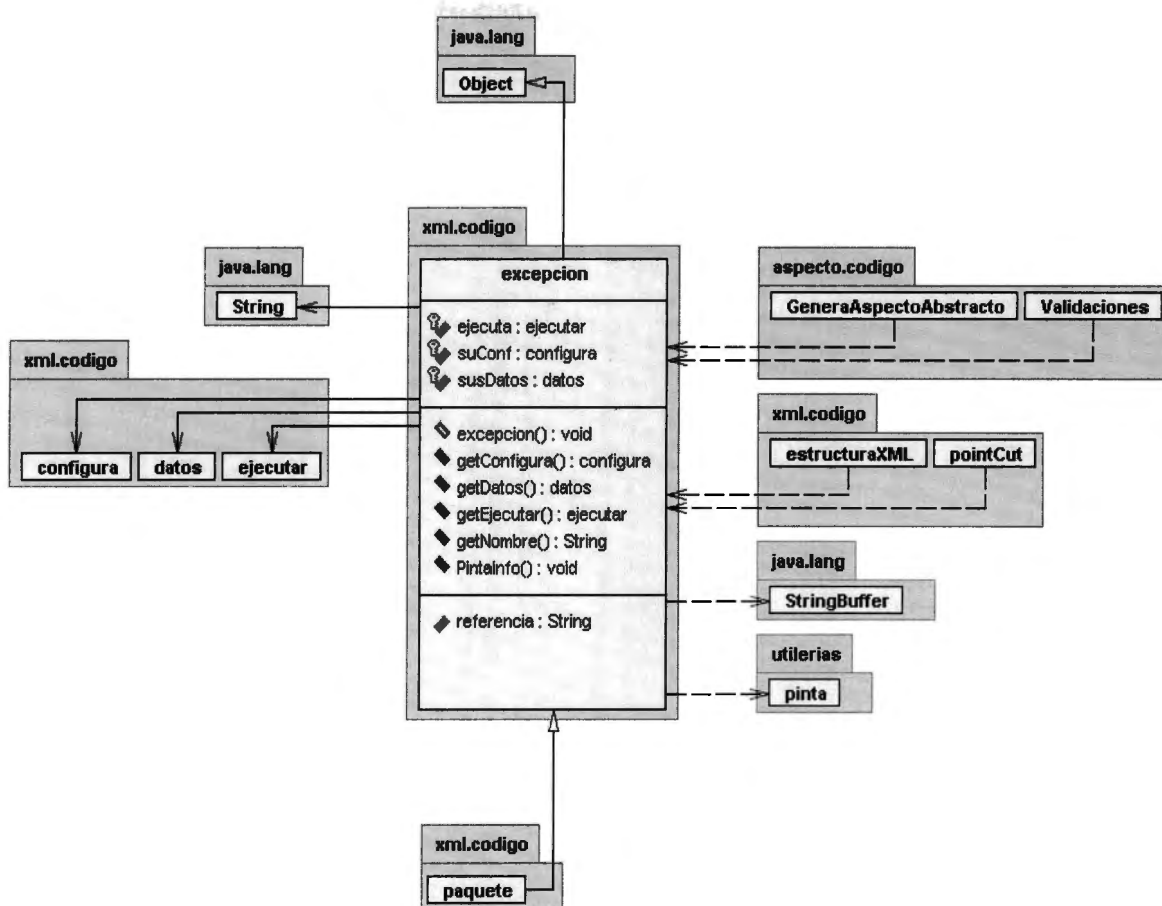 java.lang
Object
xml.codigo
excepcion
ejecuta : ejecutar
suConf : configura
susDatos : datos
excepcion() : void
getConfigura() : configura
getDatos() : datos
getEjecutar() : ejecutar
getNombre() : String
PintaInfo() : void
referencia : String
java.lang
String
xml.codigo
configura
datos
ejecutar
aspecto.codigo
GeneraAspectoAbstracto
Validaciones
xml.codigo
estructuraXML
pointCut
java.lang
StringBuffer
utilerias
pinta
xml.codigo
paquete